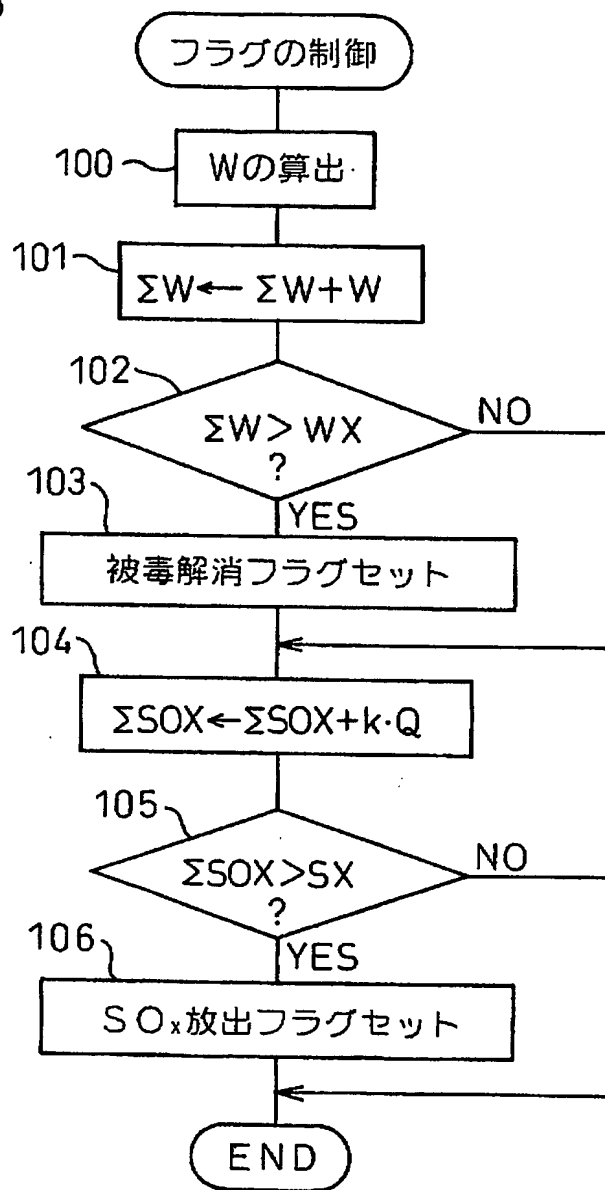 フラグの制御
100
Wの算出
101
ΣW← ΣW+W
102
ΣW>WX
?
NO
YES
103
被毒解消フラグセット
104
ΣSOX←ΣSOX+k·Q
105
ΣSOX>SX
?
NO
YES
106
SOx放出フラグセット
END